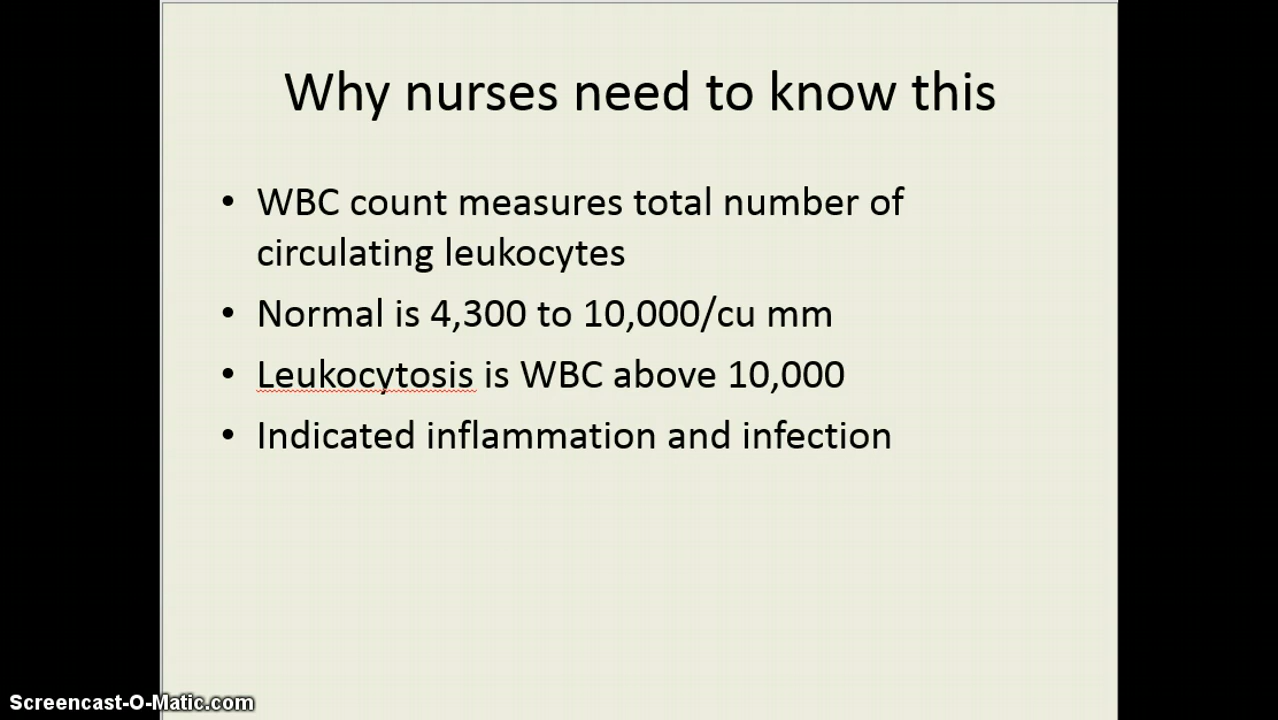 Why nurses need to know this
• WBC count measures total number of
circulating leukocytes
• Normal is 4,300 to 10,000/cu mm
• Leukocytosis is WBC above 10,000
• Indicated inflammation and infection
Screencast-O-Matic.com